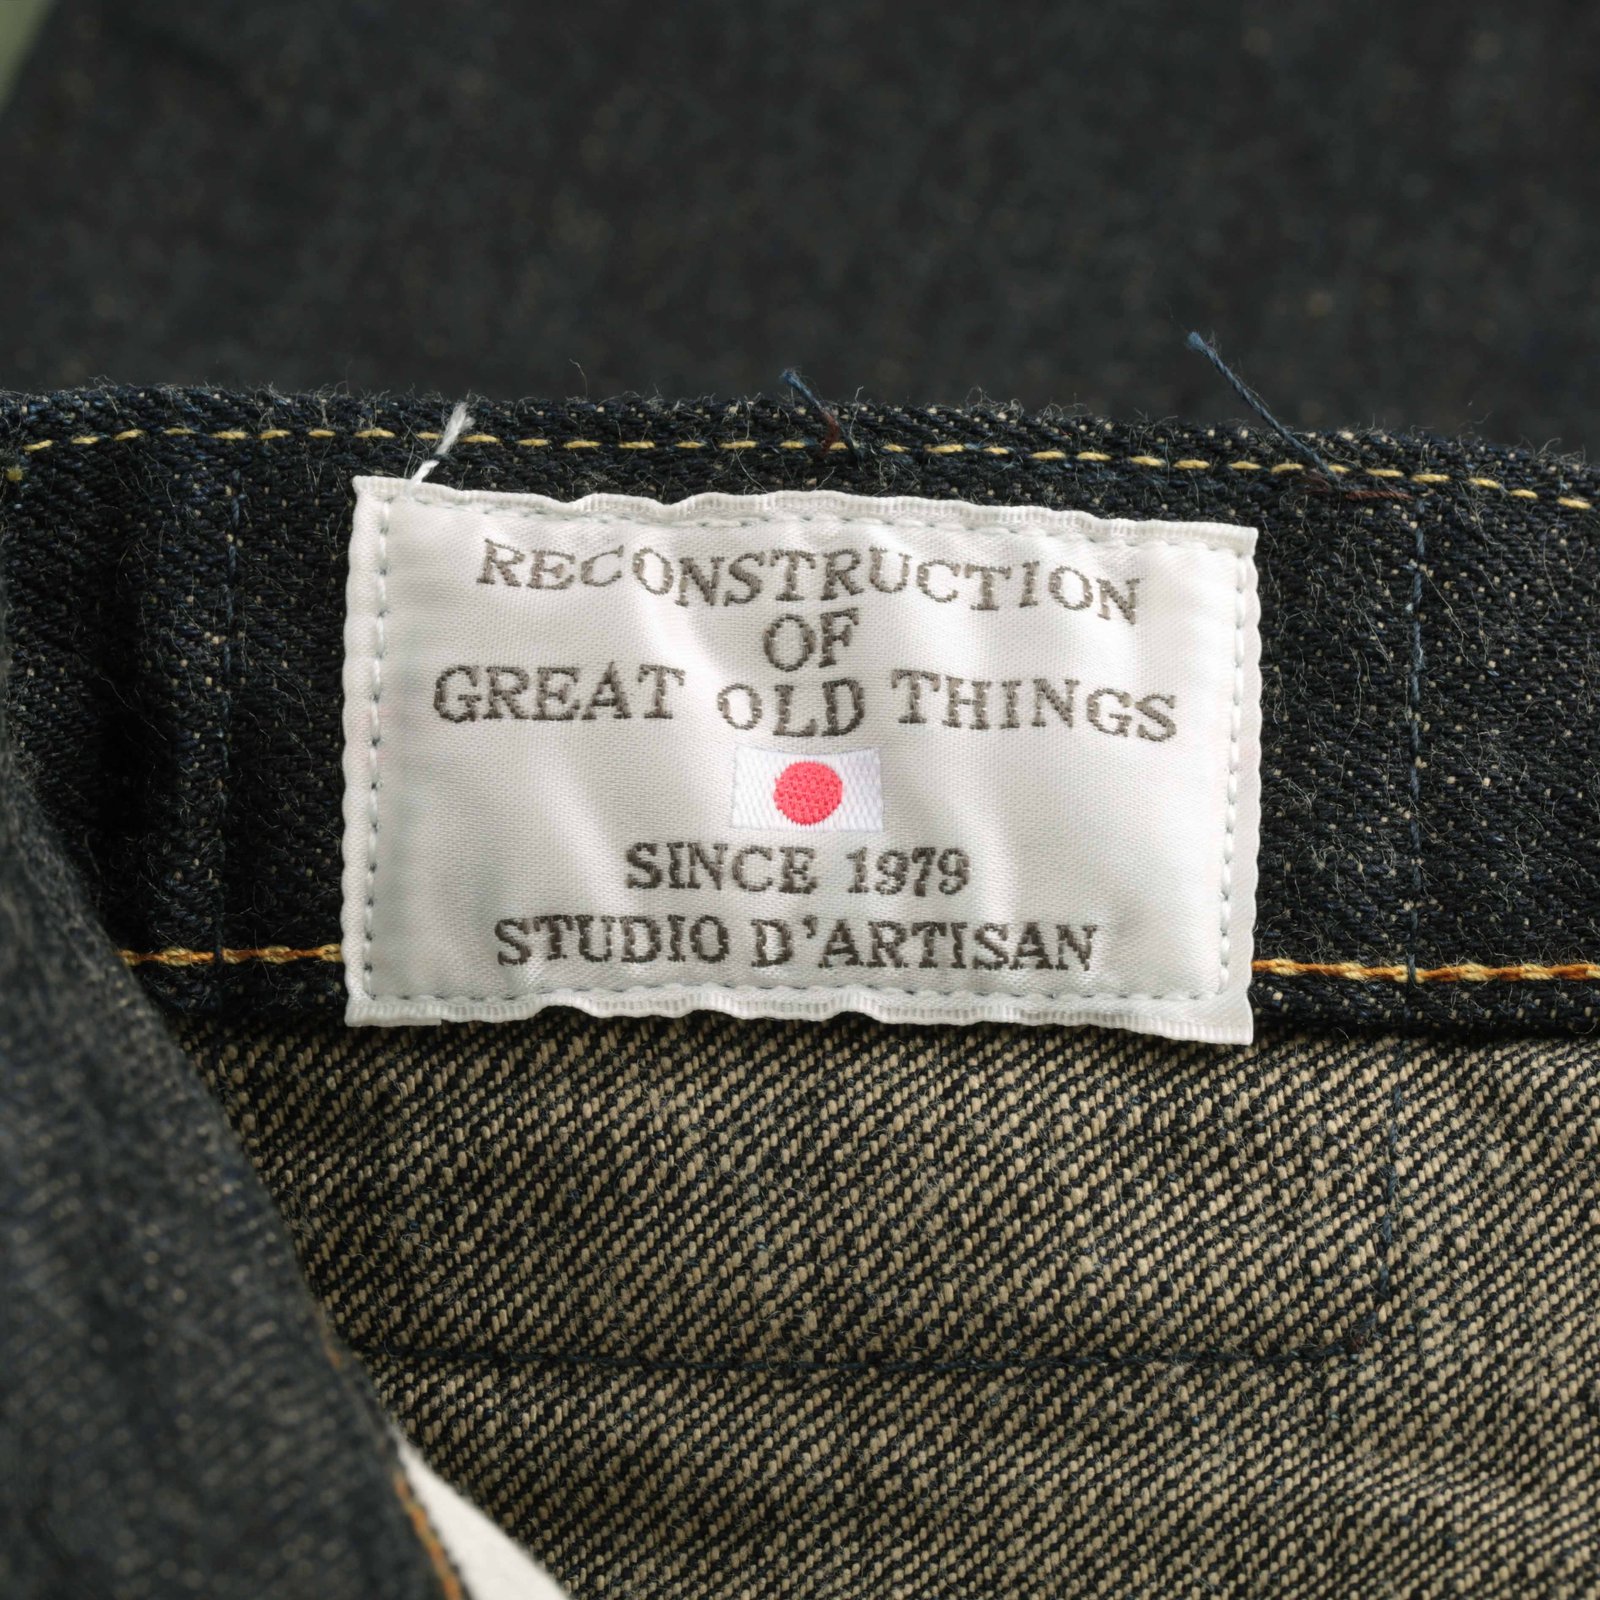 RECONSTRUCTION
OF
GREAT OLD THINGS
SINCE 1979
STUDIO D'ARTISAN